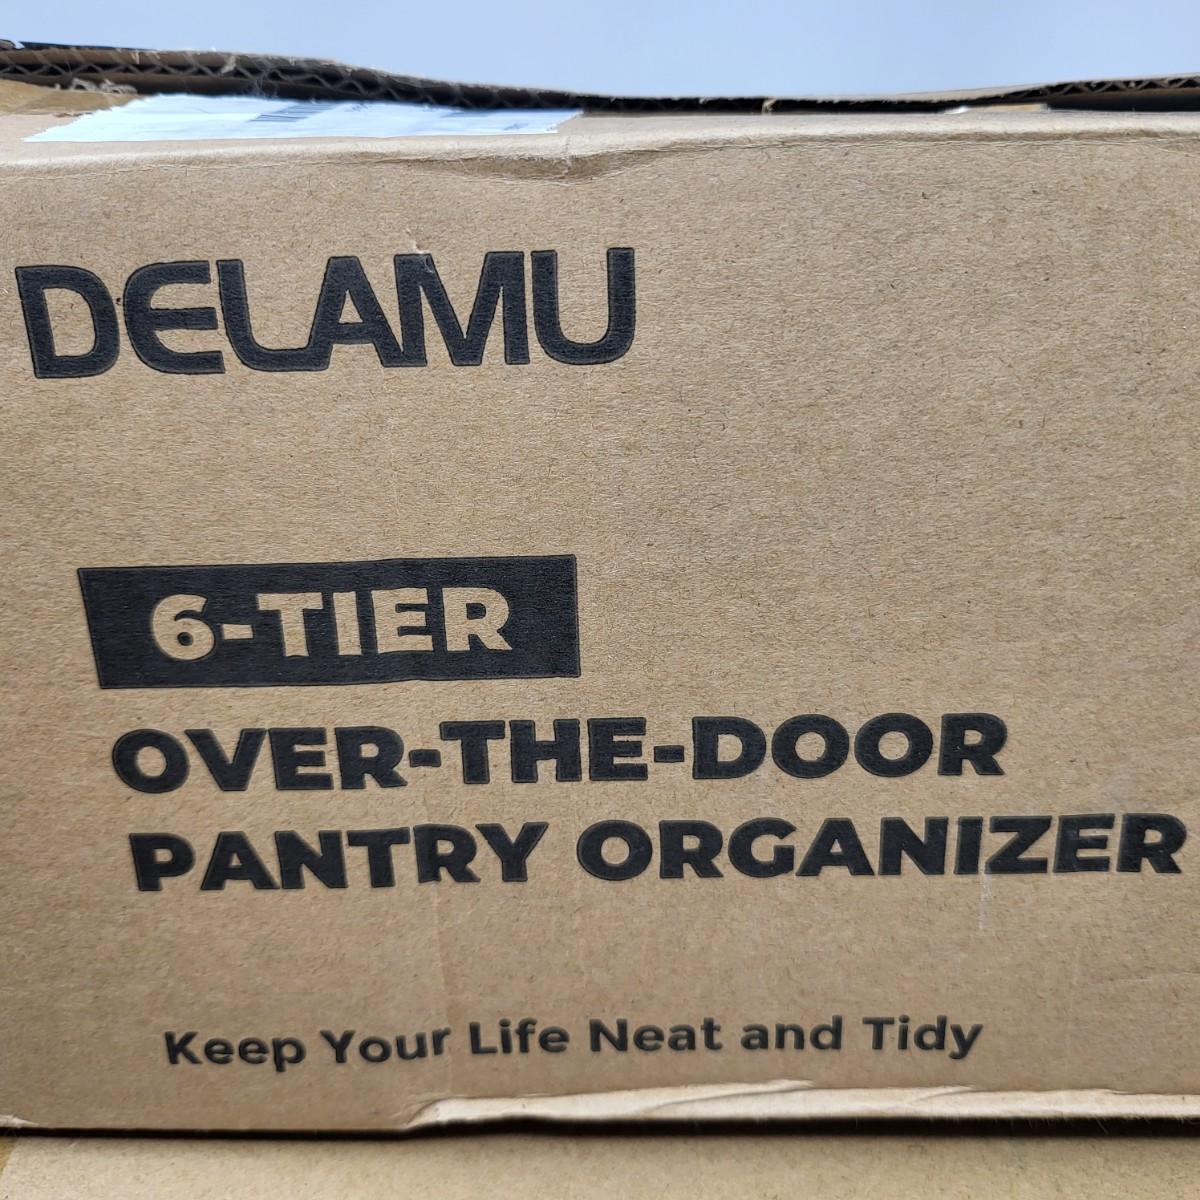 DELAMU
6-TIER
OVER-THE-DOOR
PANTRY ORGANIZER
Keep Your Life Neat and Tidy